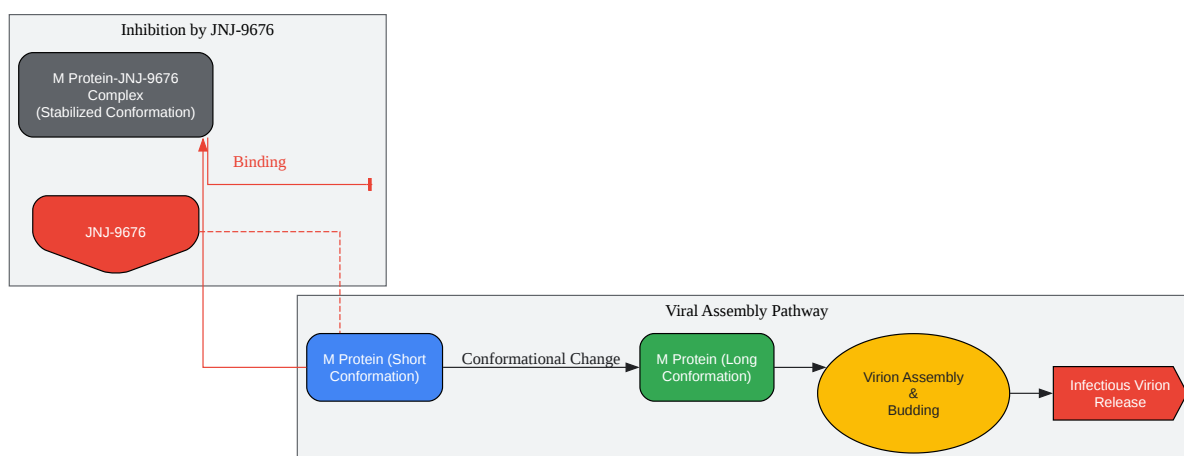 Inhibition by JNJ-9676
M Protein-JNJ-9676
Complex
(Stabilized Conformation)
Binding
JNJ-9676
Viral Assembly Pathway
M Protein (Short
Conformation)
Conformational Change
M Protein (Long
Conformation)
Virion Assembly
&
Budding
Infectious Virion
Release